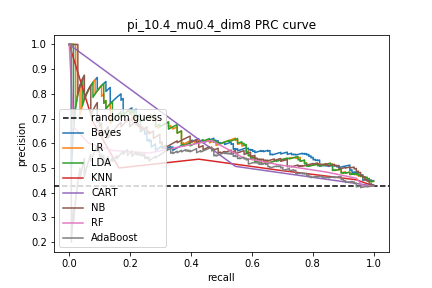 pi_10.4_mu0.4_dim8 PRC curve
1.0
0.9
0.8
0.7
0.6
0.5
0.4
0.3
0.2
precision
random guess
Bayes
LR
LDA
KNN
CART
NB
RF
AdaBoost
0.0 0.2 0.4 0.6 0.8 1.0
recall